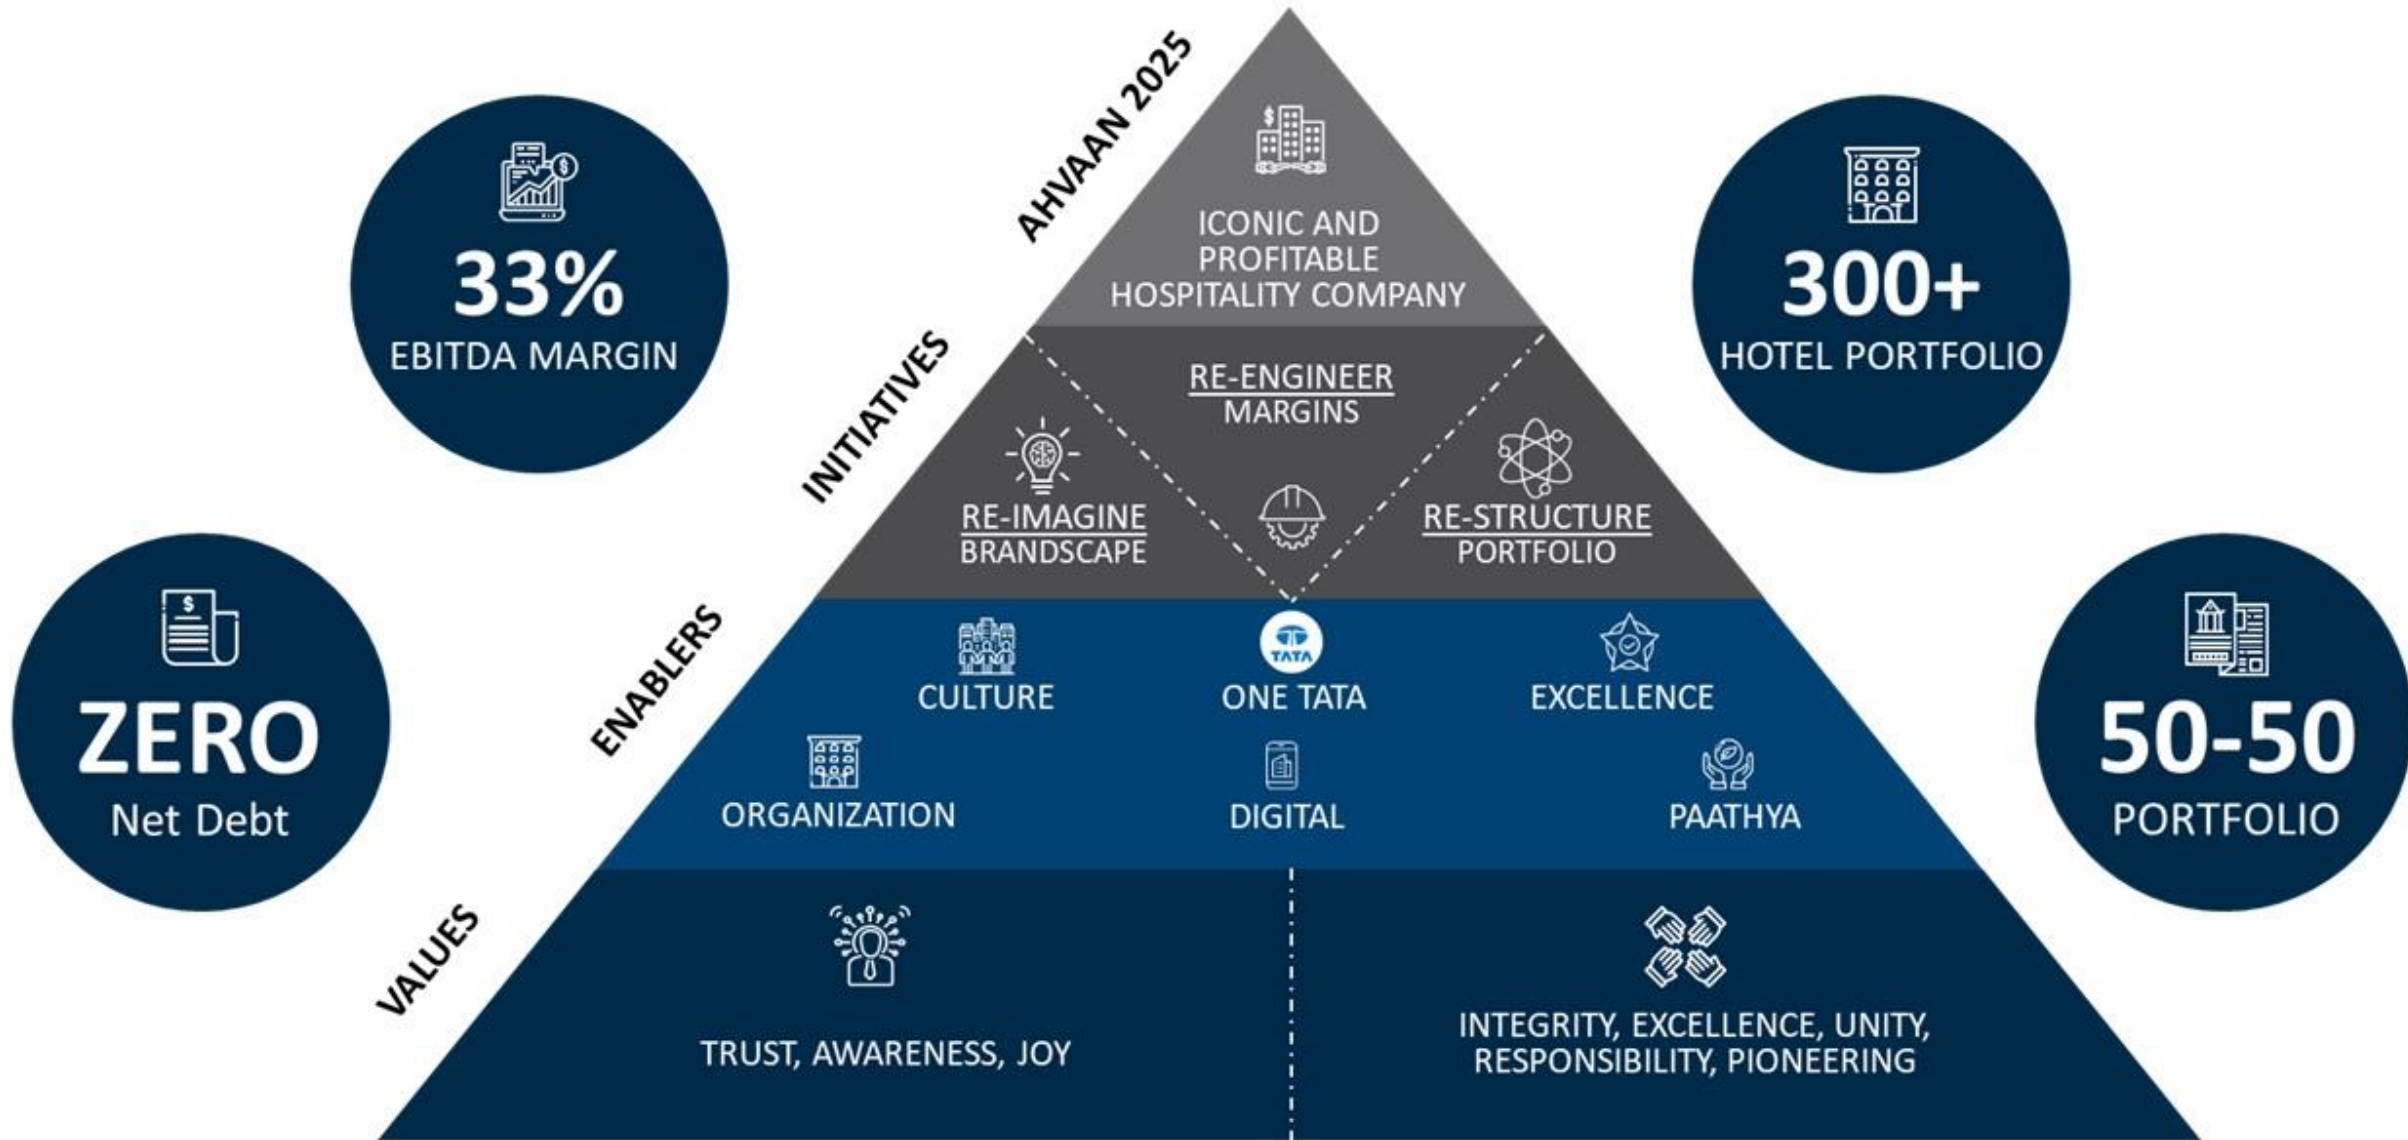 AHVAAN 2025
ICONIC AND
PROFITABLE
HOSPITALITY COMPANY
33%
EBITDA MARGIN
300+
HOTEL PORTFOLIO
INITIATIVES
RE-ENGINEER
MARGINS
RE-IMAGINE
BRANDSCAPE
RE-STRUCTURE
PORTFOLIO
ZERO
Net Debt
50-50
PORTFOLIO
ENABLERS
TATA
CULTURE
ONE TATA
EXCELLENCE
ORGANIZATION
DIGITAL
PAATHYA
VALUES
TRUST, AWARENESS, JOY
INTEGRITY, EXCELLENCE, UNITY,
RESPONSIBILITY, PIONEERING